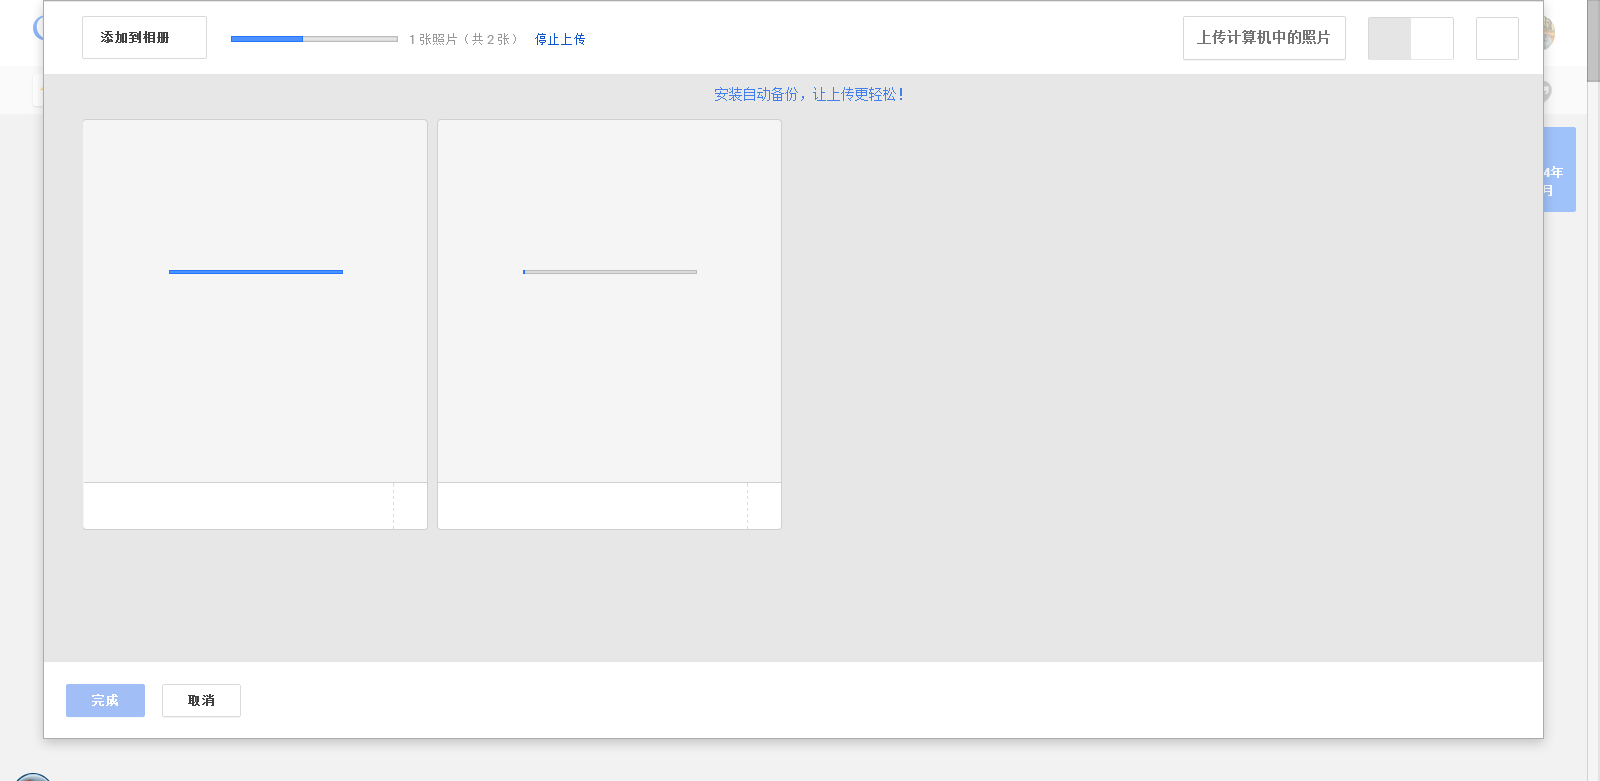 添加到相册
1 张照片（共 2 张）
停止上传
上传计算机中的照片
安装自动备份，让上传更轻松！
4年
月
完成
取消